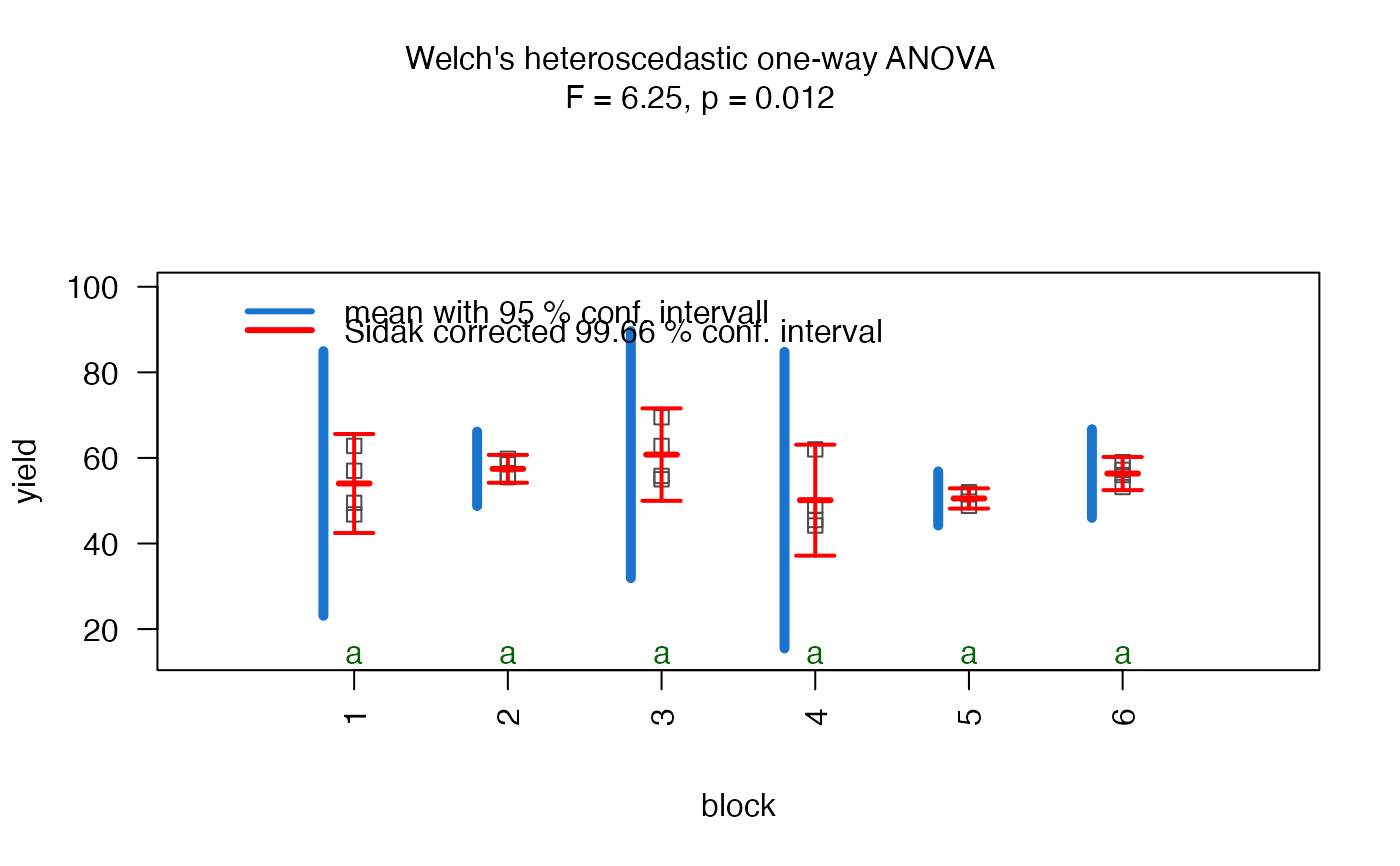 Welch's heteroscedastic one-way ANOVA
F = 6.25, p = 0.012
100
mean with 95 % conf. intervall
Sidak corrected 99.66 % conf. interval
80
60
40
20
yield
a a a a a a
1 2 3 4 5 6
block